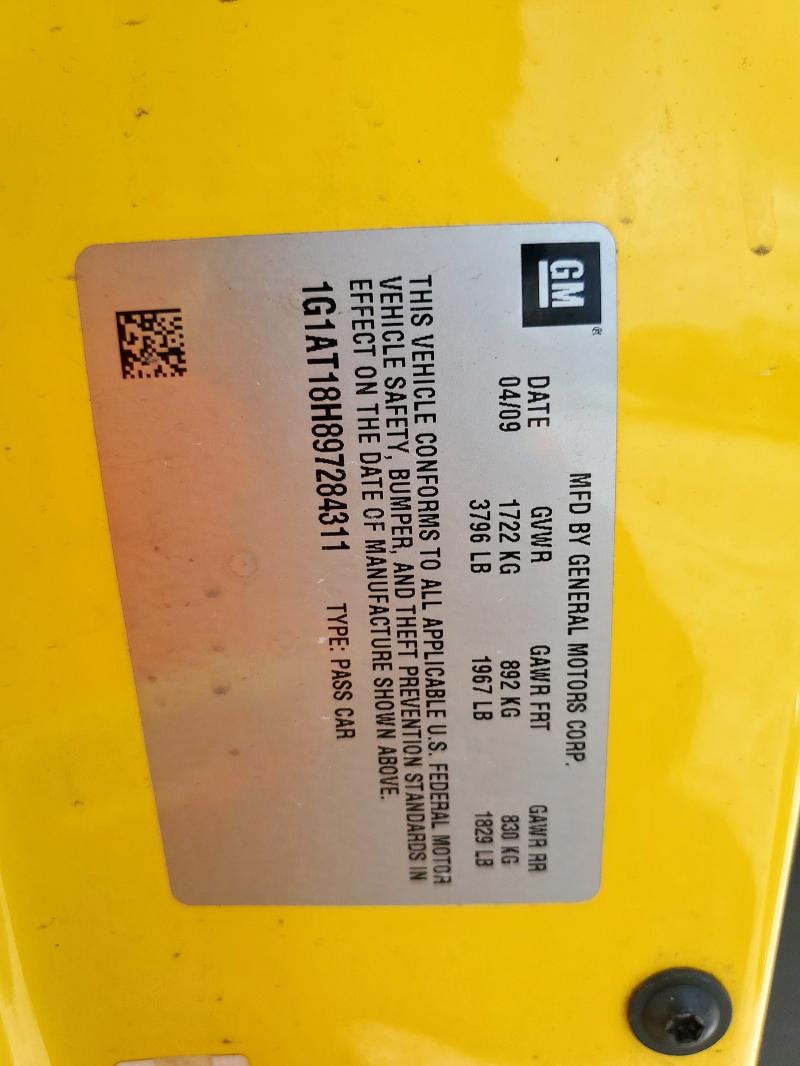 GM®
MFD BY GENERAL MOTORS CORP.
DATE GVWR GAWR FRT GAWR RR
04/09 1722 KG 892 KG 830 KG
3796 LB 1967 LB 1829 LB
THIS VEHICLE CONFORMS TO ALL APPLICABLE U.S. FEDERAL MOTOR
VEHICLE SAFETY, BUMPER, AND THEFT PREVENTION STANDARDS IN
EFFECT ON THE DATE OF MANUFACTURE SHOWN ABOVE.
1G1AT18H897284311 TYPE: PASS CAR